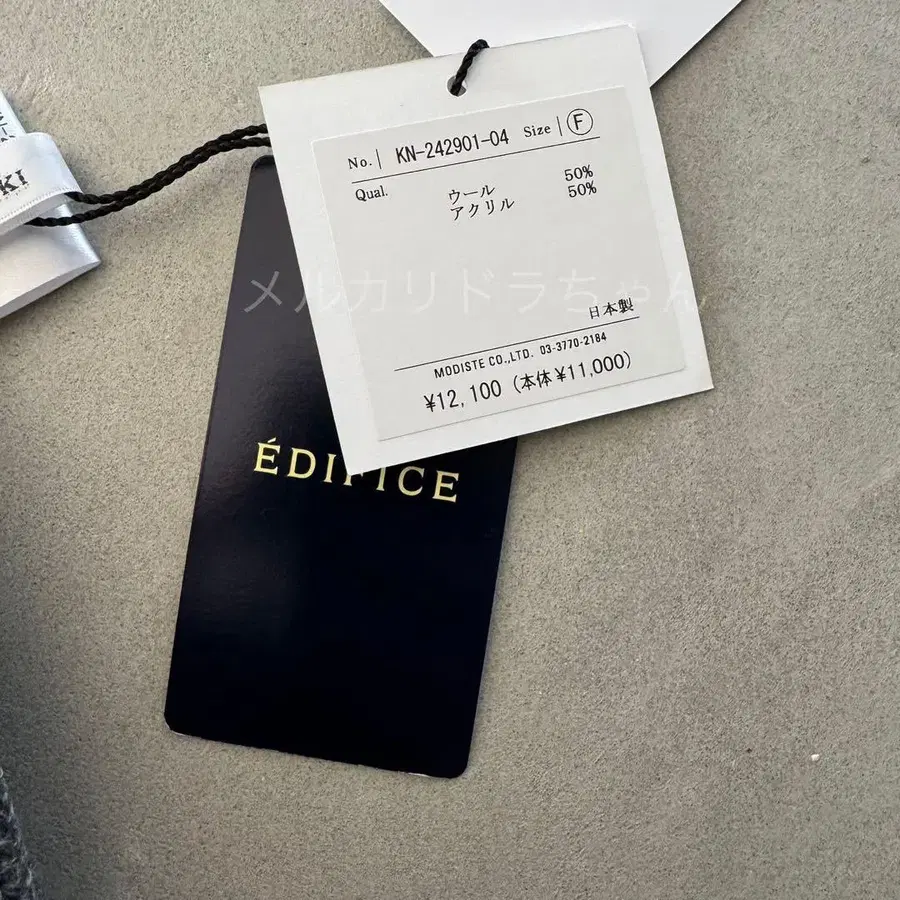 No. KN-242901-04 Size Ⓕ
Qual. ウール 50%
アクリル 50%
メルカリドラちゃん
日本製
MODISTE CO.,LTD. 03-3770-2184
¥12,100 (本体¥11,000)
ÉDIFICE
KI